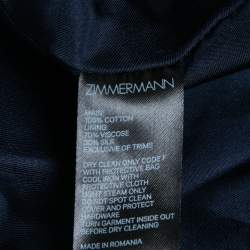 ZIMMERMANN
MAIN:
100% COTTON
LINING:
70% VISCOSE
30% SILK
EXCLUSIVE OF TRIMS
DRY CLEAN ONLY CODE F
WITH PROTECTIVE BAG
COOL IRON WITH
PROTECTIVE CLOTH
LIGHT STEAM ONLY
DO NOT SPOT CLEAN
COVER AND PROTECT
HARDWARE
TURN GARMENT INSIDE OUT
BEFORE DRY CLEANING
MADE IN ROMANIA